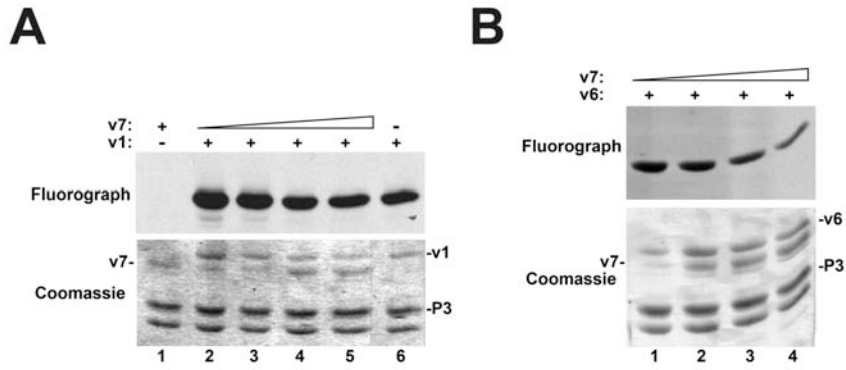 A
v7: + -
v1: - + + + + +
Fluorograph
v7-
-v1
Coomassie
-P3
1 2 3 4 5 6
B
v7:
v6: + + + +
Fluorograph
-v6
v7-
-P3
Coomassie
1 2 3 4